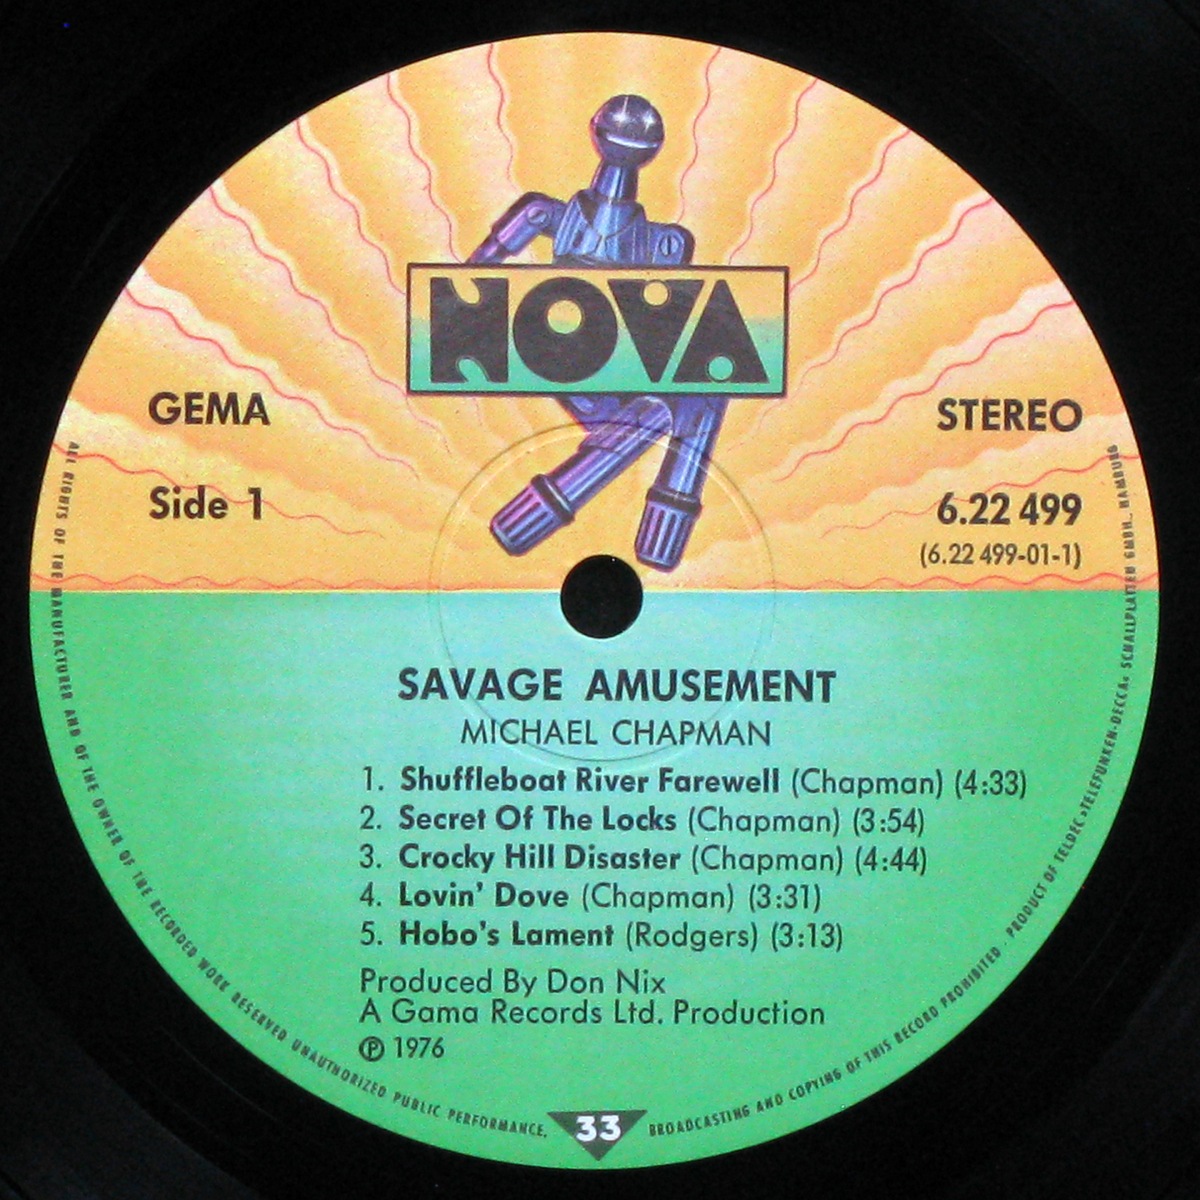 NOVA
GEMA
STEREO
Side 1
6.22 499
(6.22 499-01-1)
SAVAGE AMUSEMENT
MICHAEL CHAPMAN
1. Shuffleboat River Farewell (Chapman) (4:33)
2. Secret Of The Locks (Chapman) (3:54)
3. Crocky Hill Disaster (Chapman) (4:44)
4. Lovin' Dove (Chapman) (3:31)
5. Hobo's Lament (Rodgers) (3:13)
Produced By Don Nix
A Gama Records Ltd. Production
℗ 1976
33
ALL RIGHTS OF THE MANUFACTURER AND OF THE OWNER OF THE RECORDED WORK RESERVED UNAUTHORIZED PUBLIC PERFORMANCE, BROADCASTING AND COPYING OF THIS RECORD PROHIBITED · PRODUCT OF TELDEC »TELEFUNKEN-DECCA« SCHALLPLATTEN GMBH., HAMBURG